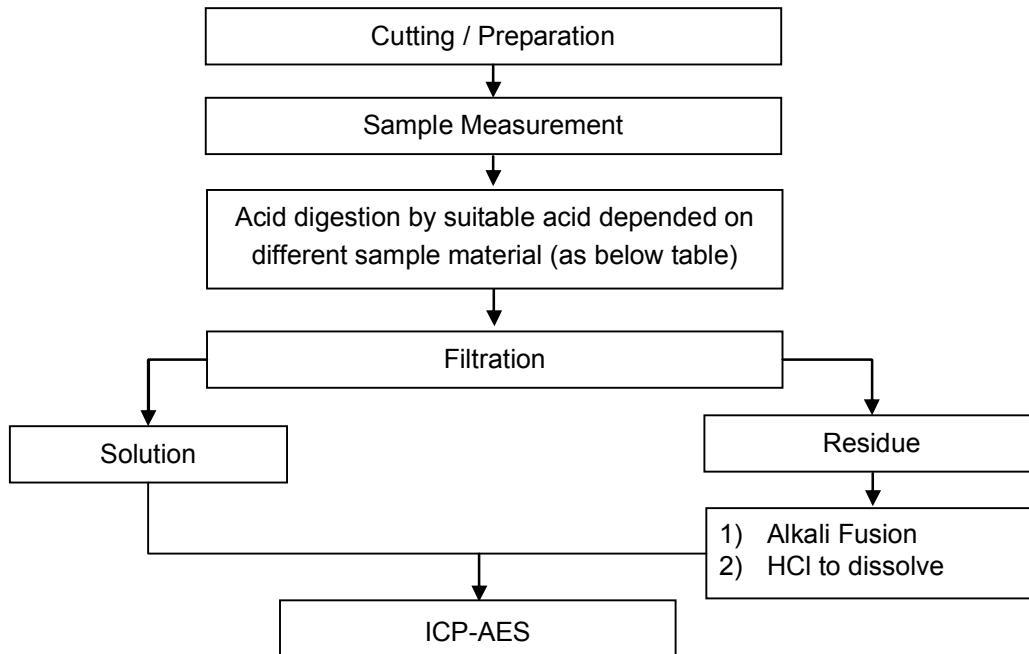 Cutting / Preparation
Sample Measurement
Acid digestion by suitable acid depended on
different sample material (as below table)
Filtration
Solution
Residue
1) Alkali Fusion
2) HCl to dissolve
ICP-AES